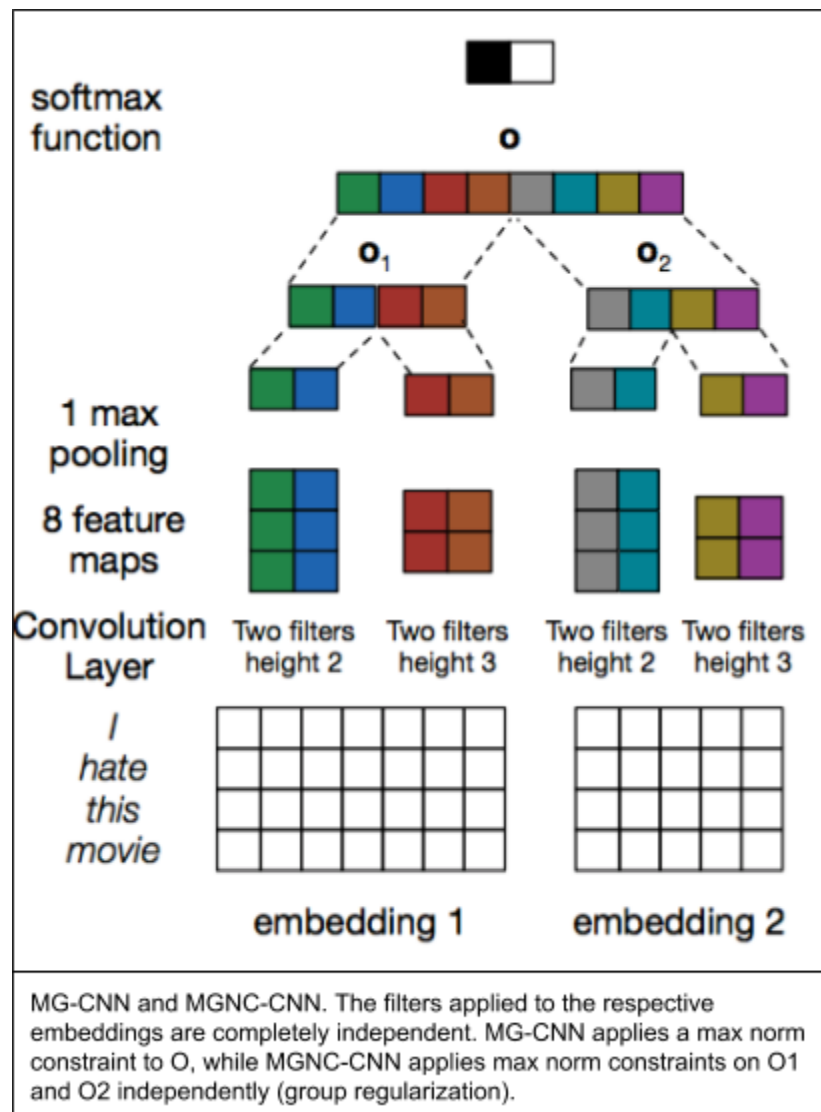 softmax
function
o
o1
o2
1 max
pooling
8 feature
maps
Convolution
Layer
Two filters
height 2
Two filters
height 3
Two filters
height 2
Two filters
height 3
I
hate
this
movie
embedding 1
embedding 2
MG-CNN and MGNC-CNN. The filters applied to the respective
embeddings are completely independent. MG-CNN applies a max norm
constraint to O, while MGNC-CNN applies max norm constraints on O1
and O2 independently (group regularization).